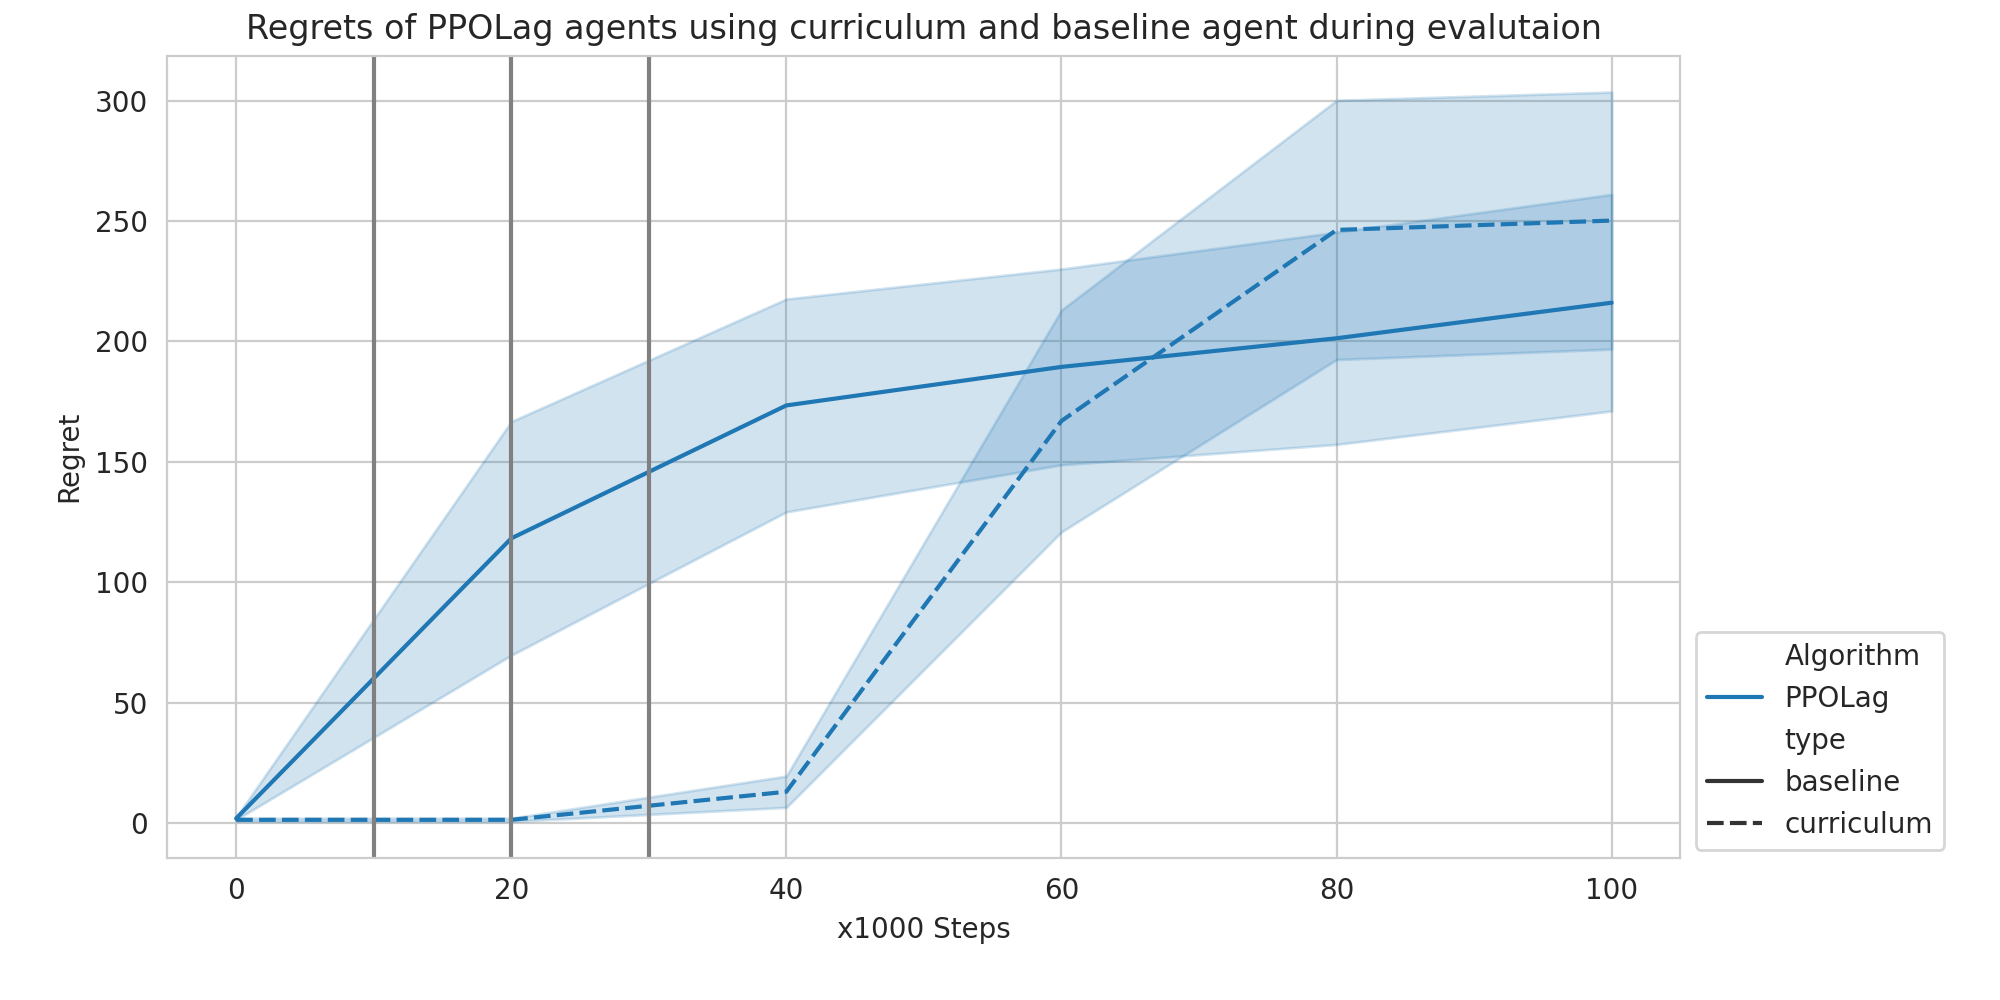 Regrets of PPOLag agents using curriculum and baseline agent during evalutaion
300
250
200
150
100
50
0
Regret
0 20 40 60 80 100
x1000 Steps
Algorithm
PPOLag
type
baseline
curriculum